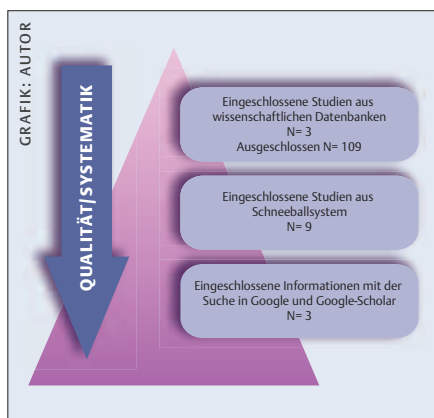 GRAFIK: AUTOR
QUALITÄT/SYSTEMATIK
Eingeschlossene Studien aus
wissenschaftlichen Datenbanken
N= 3
Ausgeschlossen N= 109
Eingeschlossene Studien aus
Schneeballsystem
N= 9
Eingeschlossene Informationen mit der
Suche in Google und Google-Scholar
N= 3